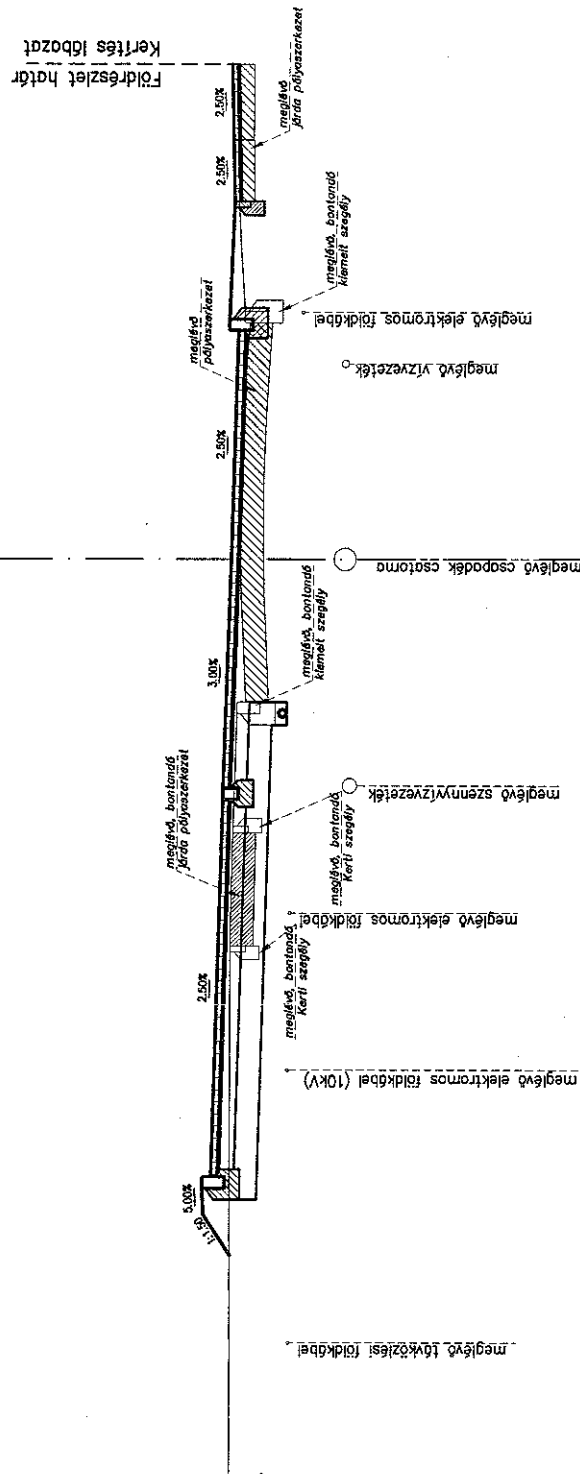 Kerítés lábazat
Földrészlet határ
2.50%
2.50%
meglévő
járda pályaszerkezet
meglévő, bontandó
kiemelt szegély
meglévő elektromos földkábel
meglévő
pályaszerkezet
meglévő vízvezeték
2.50%
meglévő csapadék csatorna
meglévő, bontandó
kiemelt szegély
3.00%
meglévő, bontandó
járda pályaszerkezet
meglévő szennyvízvezeték
meglévő, bontandó
Kerti szegély
meglévő elektromos földkábel
meglévő, bontandó
Kerti szegély
2.50%
meglévő elektromos földkábel (10kV)
5.00%
1:1.50
meglévő távközlési földkábel